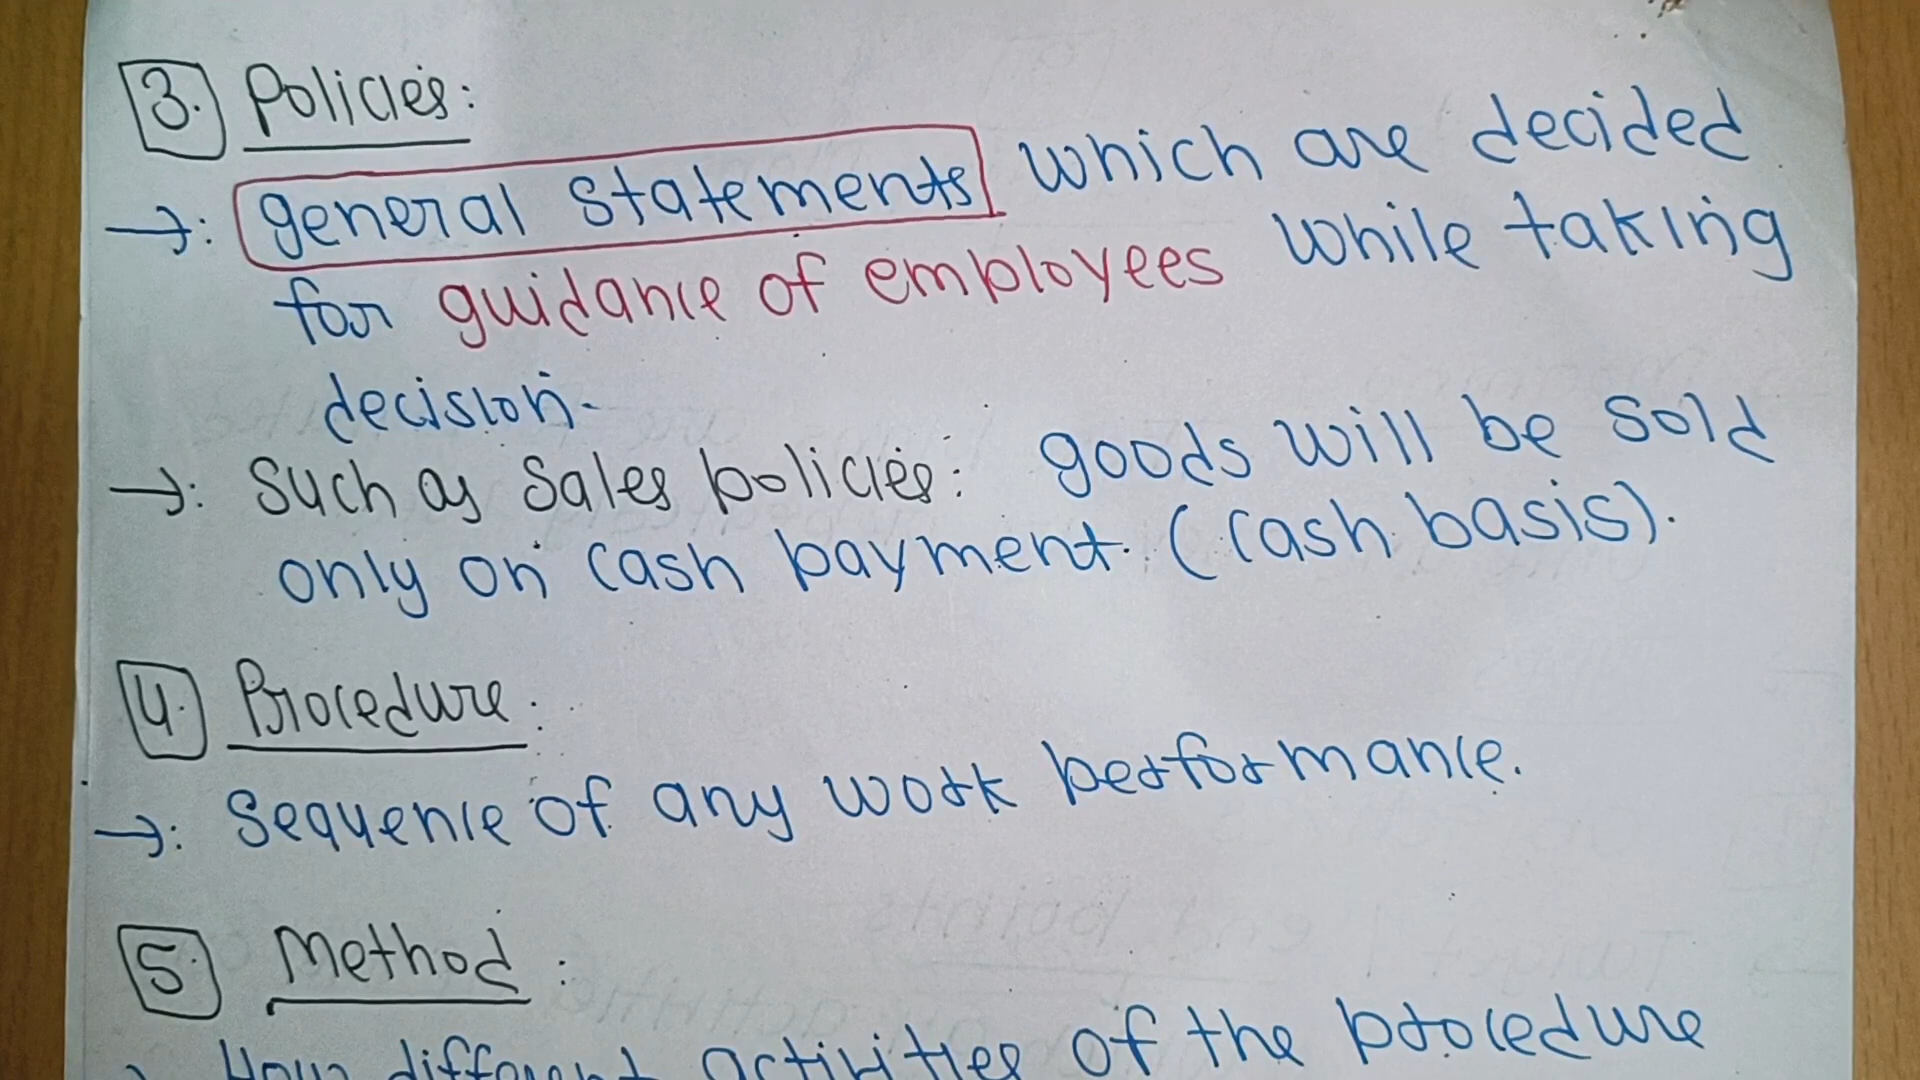 3. Policies:
→: general statements which are decided
for guidance of employees while taking
decision.
→: Such as Sales policies: goods will be sold
only on cash payment. (cash basis).
4. Procedure:
→: Sequence of any work performance.
5. Method:
How different activities of the procedure